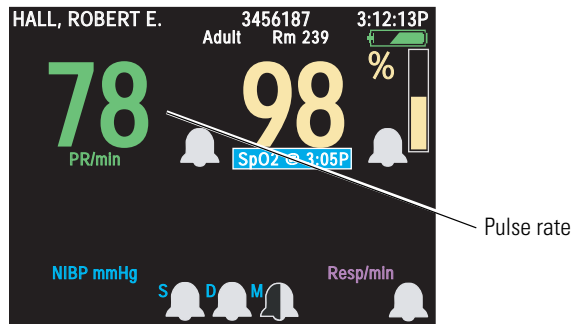 HALL, ROBERT E. 3456187 3:12:13P
Adult Rm 239
78 98 %
PR/min SpO2 @ 3:05P
Pulse rate
NIBP mmHg Resp/min
S D M